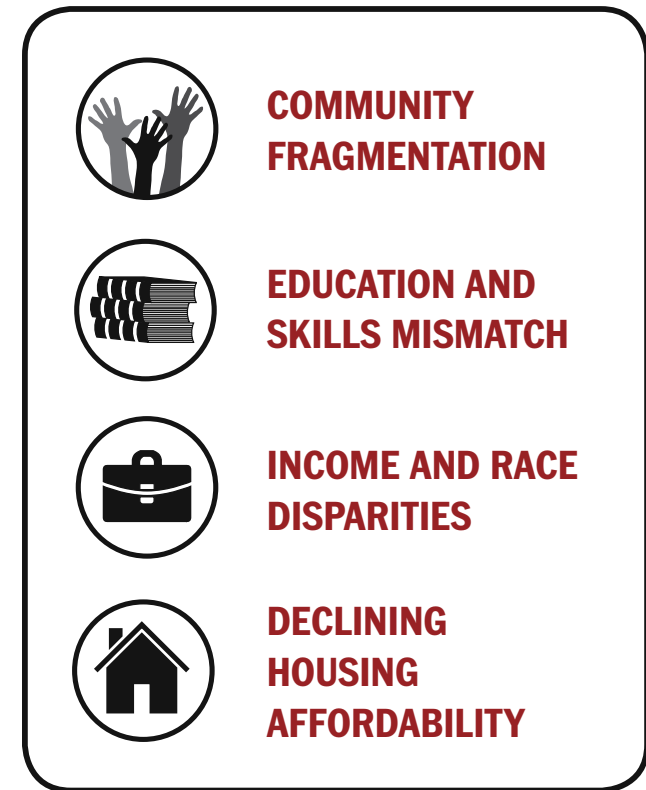 COMMUNITY
FRAGMENTATION
EDUCATION AND
SKILLS MISMATCH
INCOME AND RACE
DISPARITIES
DECLINING
HOUSING
AFFORDABILITY